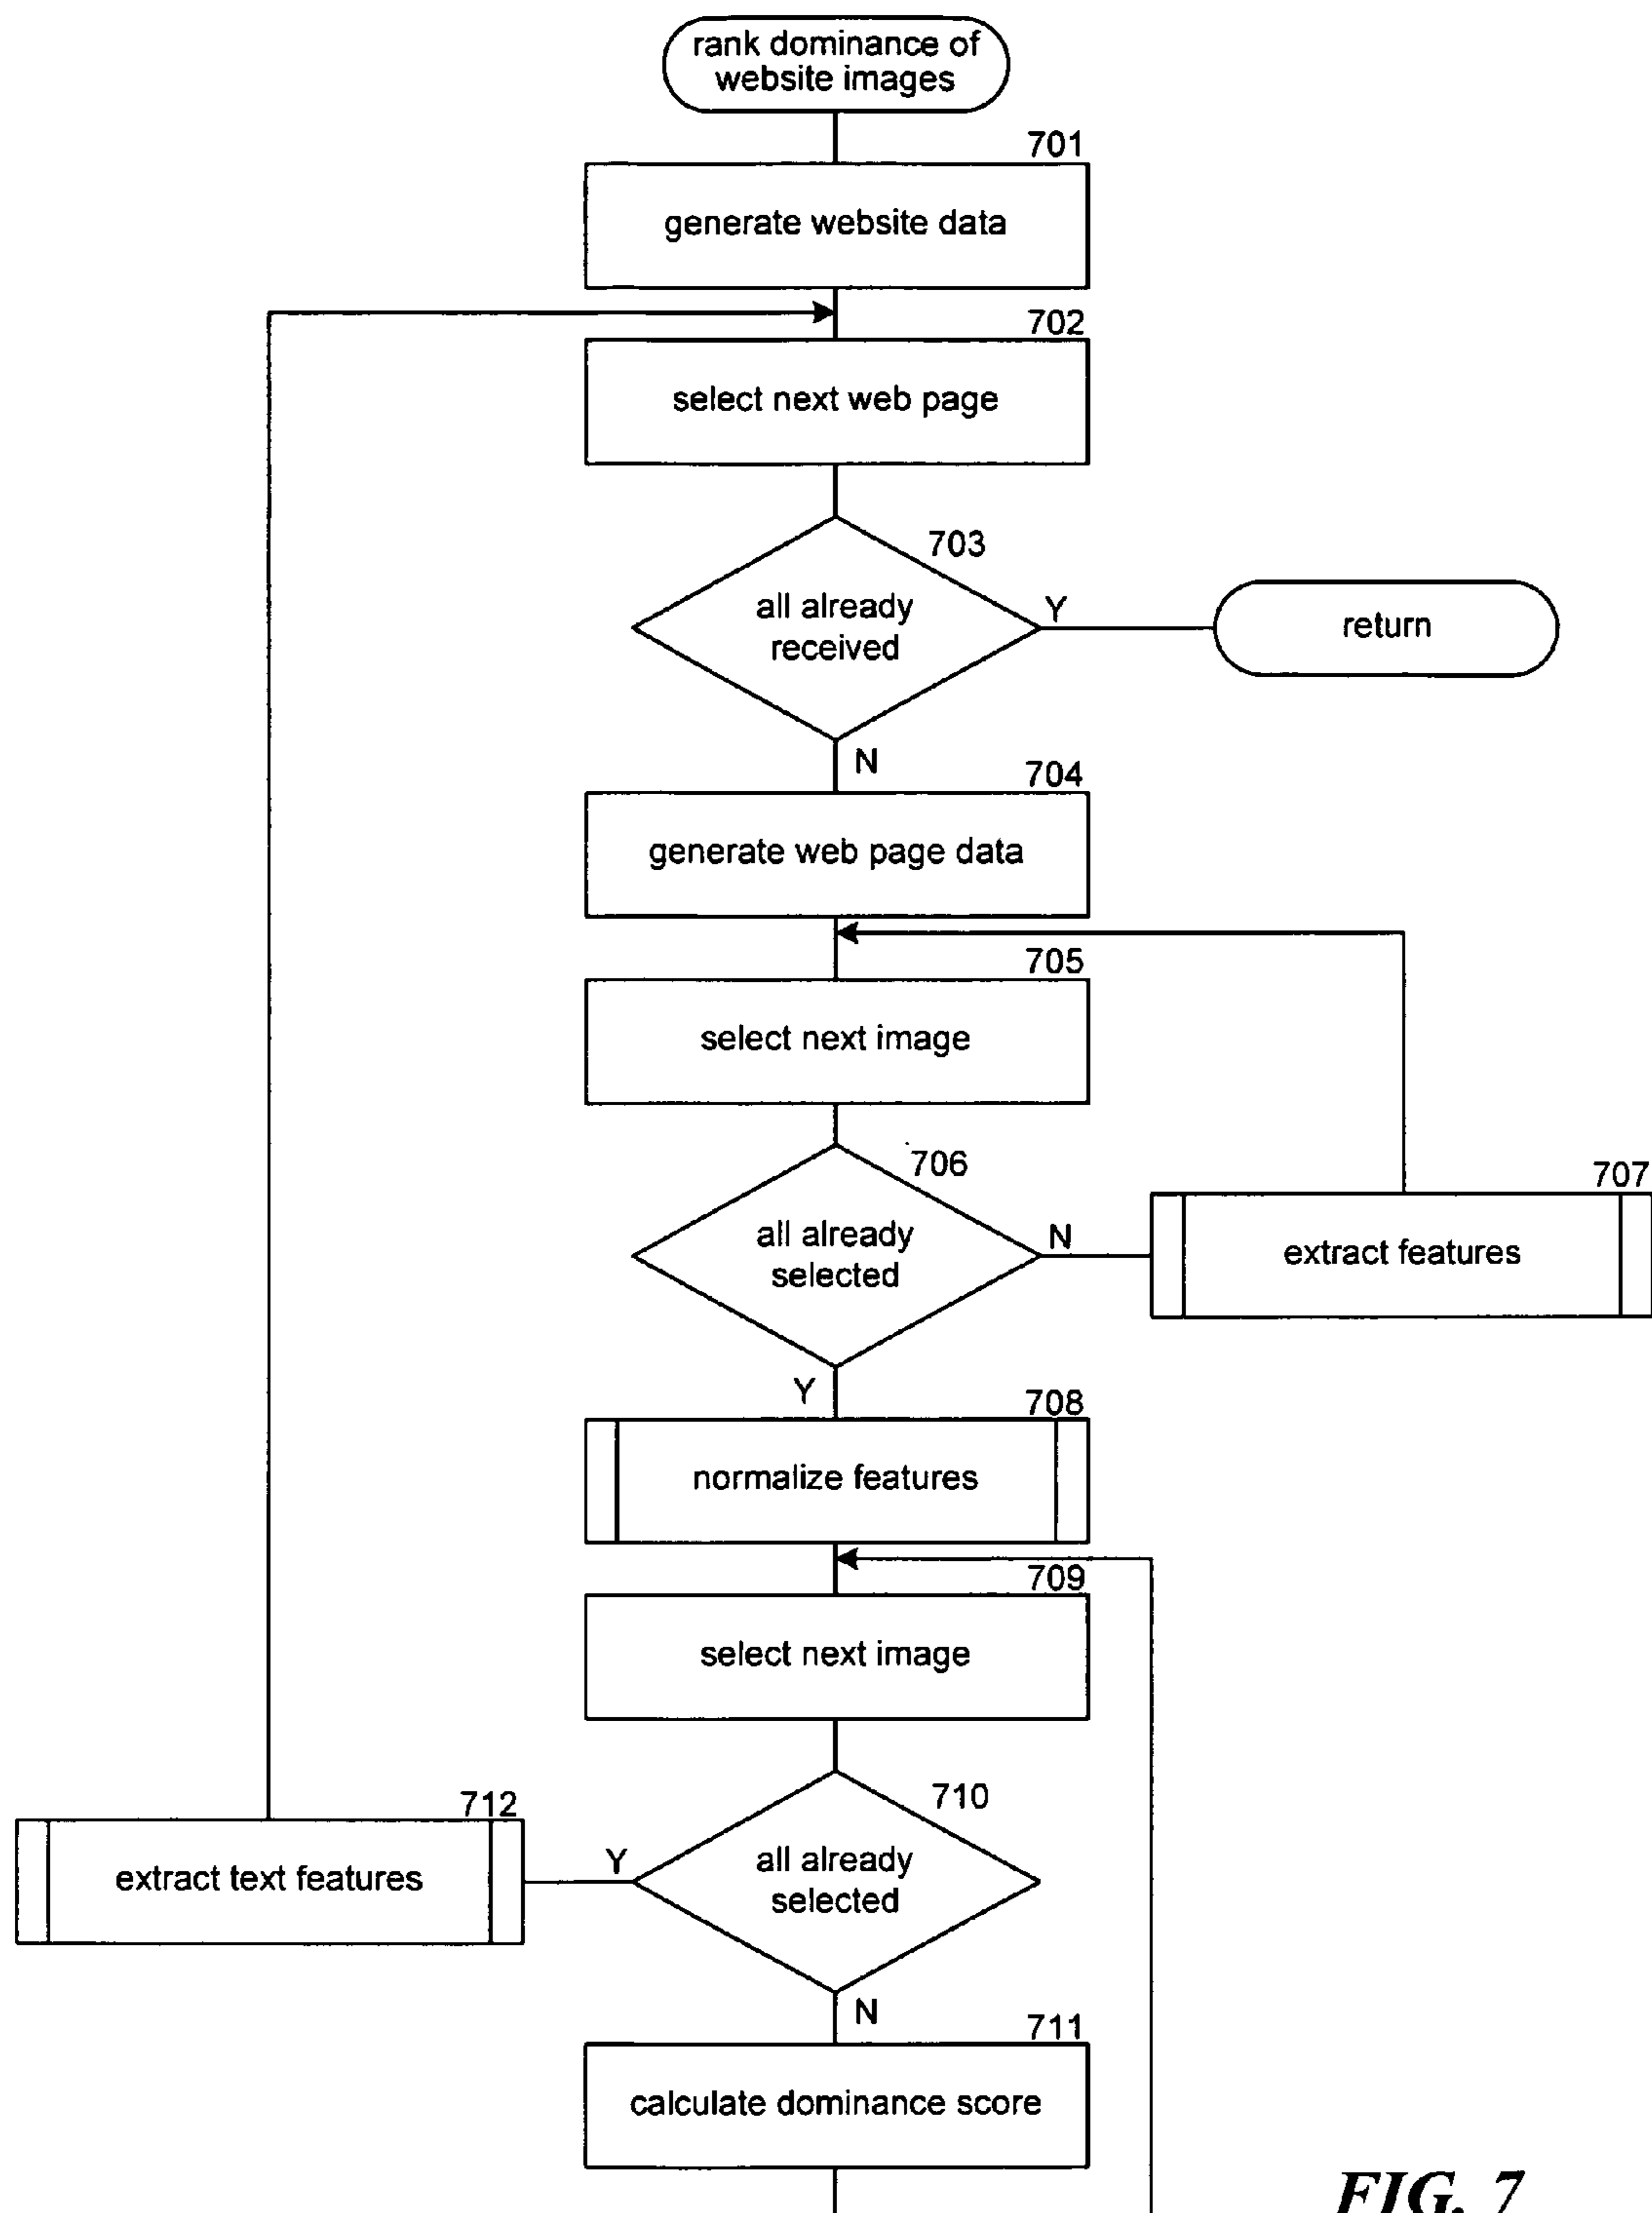 rank dominance of
website images
701
generate website data
702
select next web page
703
all already
received
Y
return
N
704
generate web page data
705
select next image
706
all already
selected
N
707
extract features
Y
708
normalize features
709
select next image
710
all already
selected
Y
712
extract text features
N
711
calculate dominance score
FIG. 7